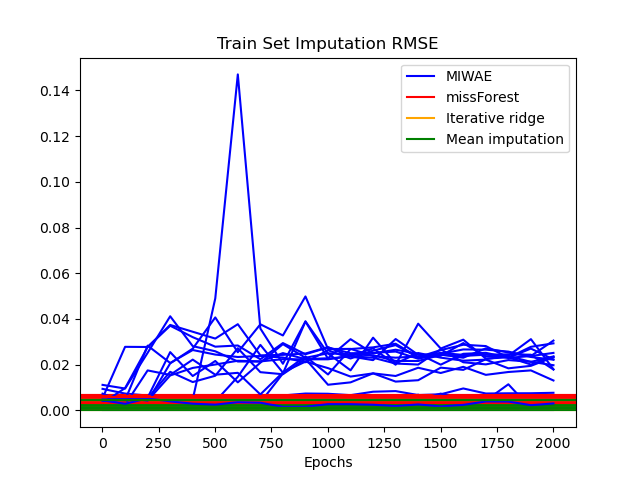 Train Set Imputation RMSE
MIWAE
missForest
Iterative ridge
Mean imputation
0.14
0.12
0.10
0.08
0.06
0.04
0.02
0.00
0 250 500 750 1000 1250 1500 1750 2000
Epochs